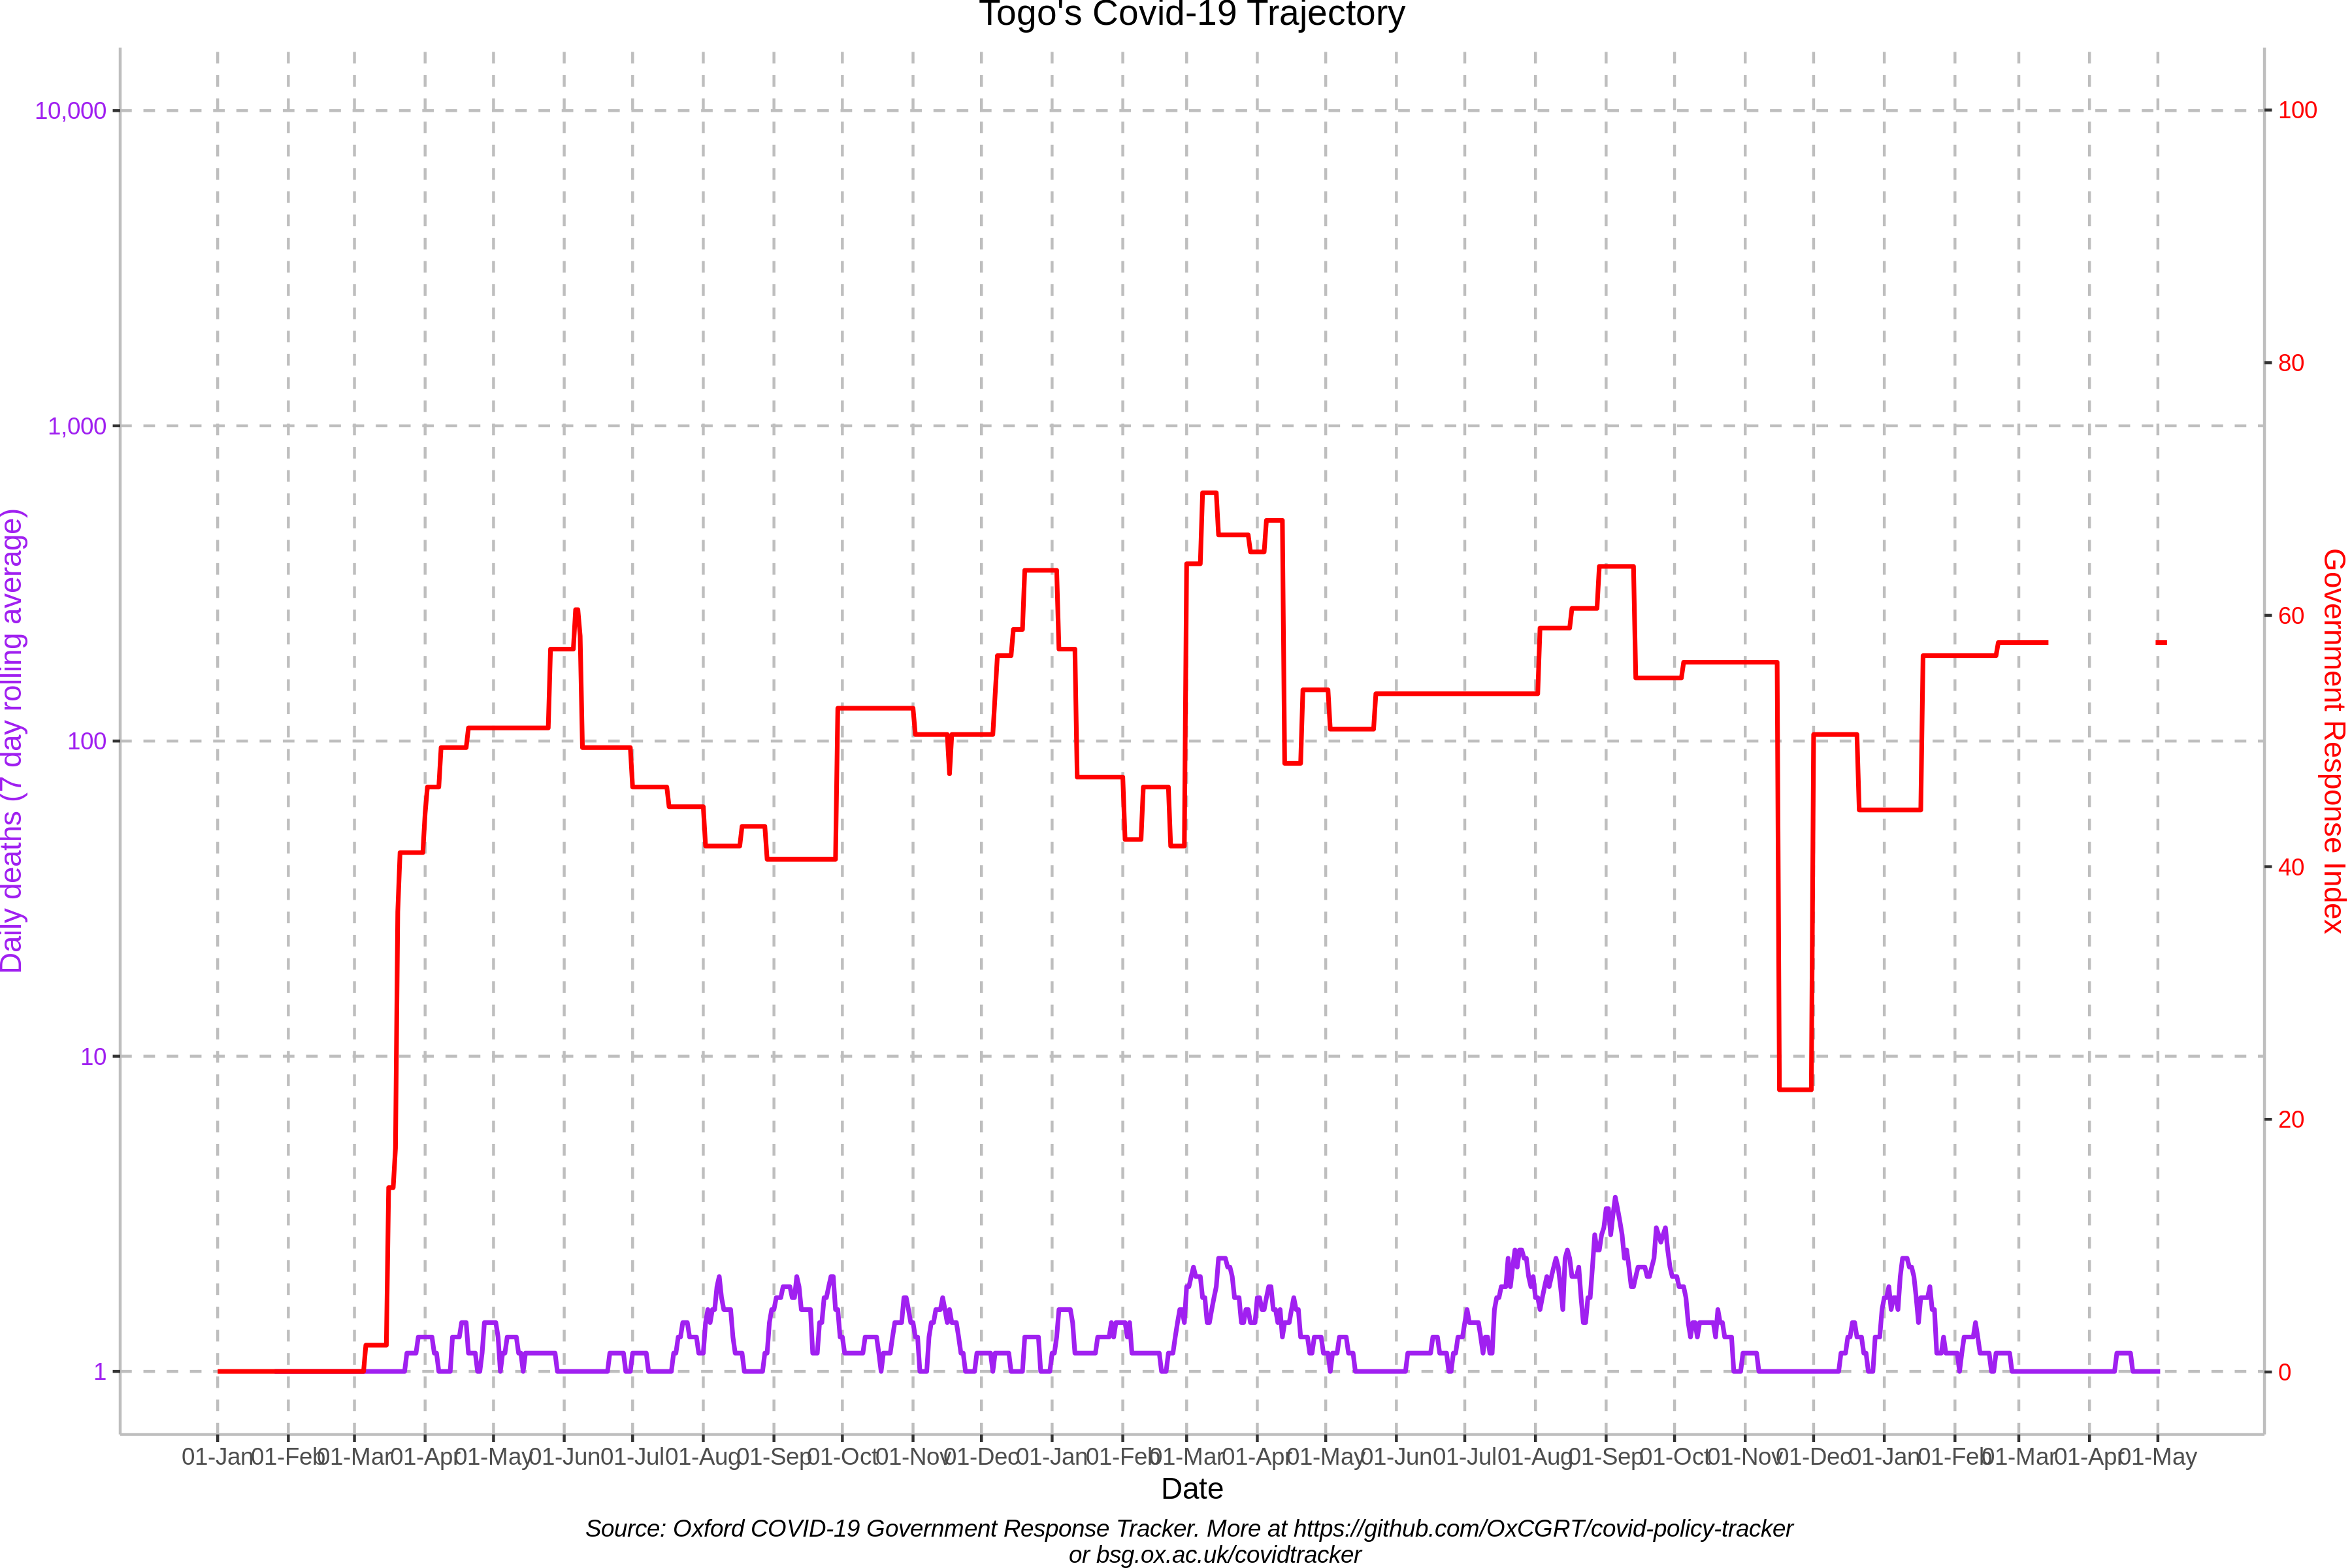 Togo's Covid-19 Trajectory
10,000
1,000
100
10
1
Daily deaths (7 day rolling average)
100
80
60
40
20
0
Government Response Index
01-Jan 01-Feb 01-Mar 01-Apr 01-May 01-Jun 01-Jul 01-Aug 01-Sep 01-Oct 01-Nov 01-Dec 01-Jan 01-Feb 01-Mar 01-Apr 01-May 01-Jun 01-Jul 01-Aug 01-Sep 01-Oct 01-Nov 01-Dec 01-Jan 01-Feb 01-Mar 01-Apr 01-May
Date
Source: Oxford COVID-19 Government Response Tracker. More at https://github.com/OxCGRT/covid-policy-tracker
or bsg.ox.ac.uk/covidtracker